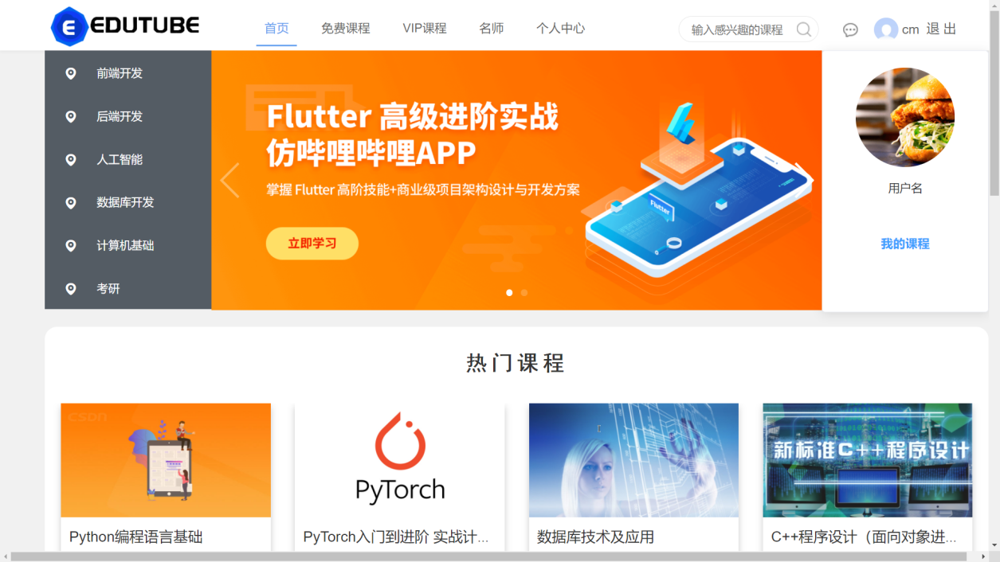 EDUTUBE
首页 免费课程 VIP课程 名师 个人中心 输入感兴趣的课程 cm 退 出
前端开发
后端开发
人工智能
数据库开发
计算机基础
考研
Flutter 高级进阶实战
仿哔哩哔哩APP
掌握 Flutter 高阶技能+商业级项目架构设计与开发方案
立即学习
Flutter
用户名
我的课程
热门课程
CSDN
PyTorch
新标准C++程序设计
Python编程语言基础
PyTorch入门到进阶 实战计...
数据库技术及应用
C++程序设计（面向对象进...